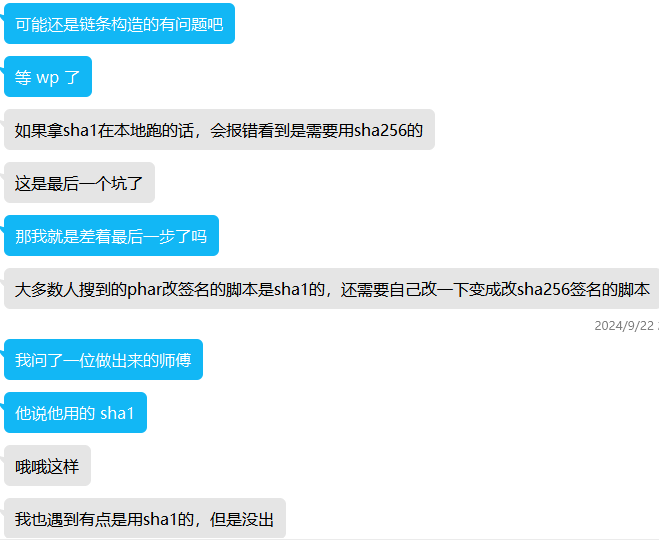 可能还是链条构造的有问题吧
等 wp 了
如果拿sha1在本地跑的话，会报错看到是需要用sha256的
这是最后一个坑了
那我就是差着最后一步了吗
大多数人搜到的phar改签名的脚本是sha1的，还需要自己改一下变成改sha256签名的脚本
2024/9/22
我问了一位做出来的师傅
他说他用的 sha1
哦哦这样
我也遇到有点是用sha1的，但是没出